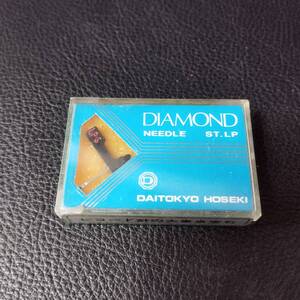 DIAMOND
NEEDLE ST. LP
DAITOKYO HOSEKI